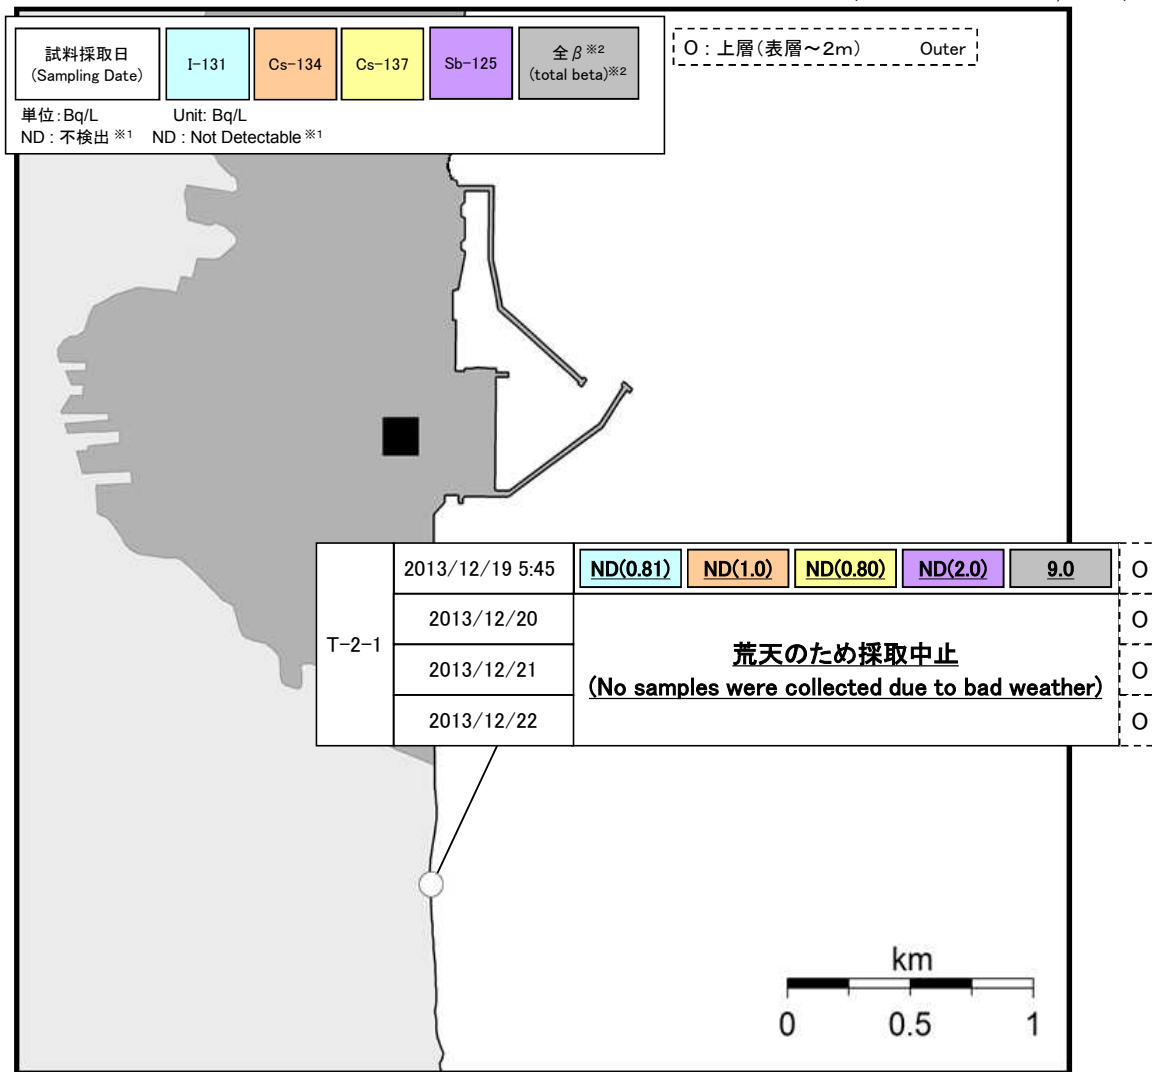 試料採取日
(Sampling Date)
I-131
Cs-134
Cs-137
Sb-125
全β※2
(total beta)※2
O : 上層(表層～2m) Outer
単位：Bq/L Unit: Bq/L
ND : 不検出 ※1 ND : Not Detectable ※1
T-2-1
2013/12/19 5:45 ND(0.81) ND(1.0) ND(0.80) ND(2.0) 9.0 O
2013/12/20 O
荒天のため採取中止
2013/12/21 O
(No samples were collected due to bad weather)
2013/12/22 O
km
0 0.5 1